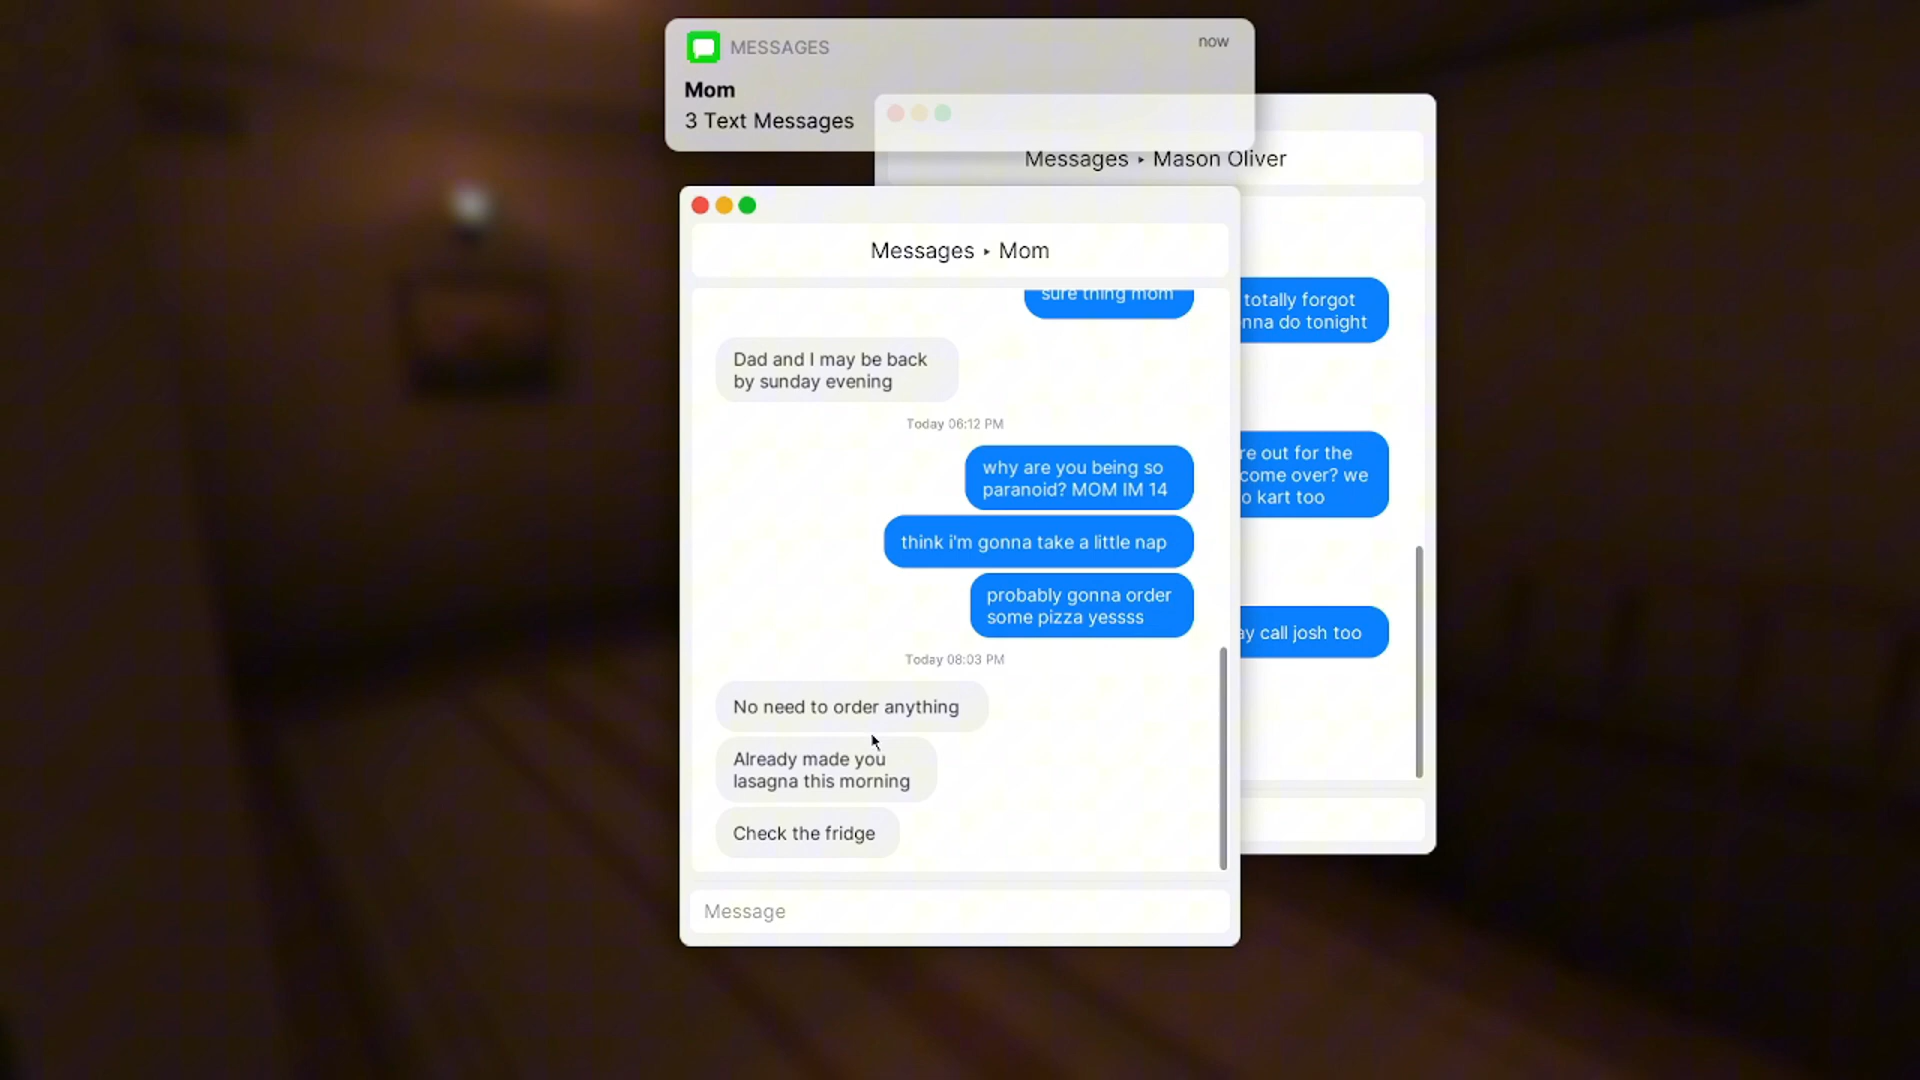 MESSAGES
now
Mom
3 Text Messages
Messages ‣ Mason Oliver
totally forgot
do tonight
out for the
come over? we
kart too
call josh too
Messages ‣ Mom
sure thing mom
Dad and I may be back
by sunday evening
Today 06:12 PM
why are you being so
paranoid? MOM IM 14
think i'm gonna take a little nap
probably gonna order
some pizza yessss
Today 08:03 PM
No need to order anything
Already made you
lasagna this morning
Check the fridge
Message